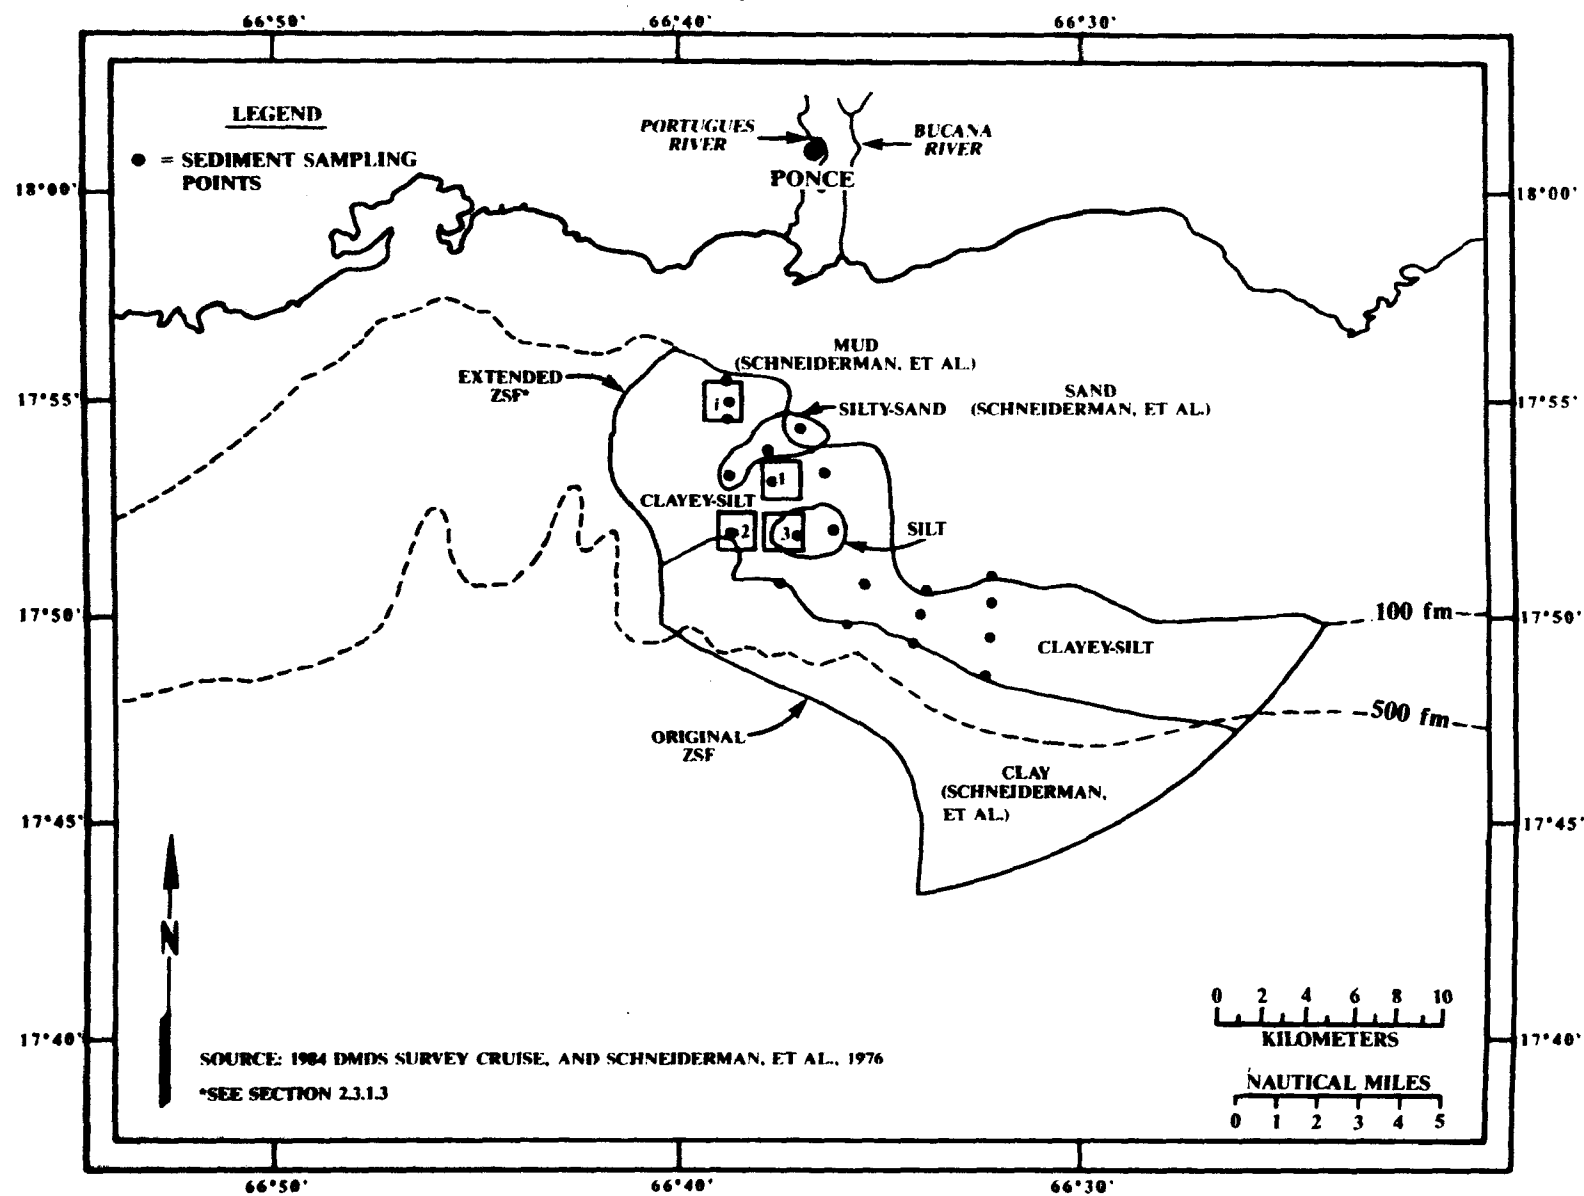 66°50' 66°40' 66°30'
LEGEND
● = SEDIMENT SAMPLING
POINTS
PORTUGUES
RIVER
BUCANA
RIVER
PONCE
18°00' 18°00'
MUD
(SCHNEIDERMAN, ET AL.)
EXTENDED
ZSF*
SAND
(SCHNEIDERMAN, ET AL.)
17°55' 17°55'
i
SILTY-SAND
1
CLAYEY-SILT
2
3
SILT
17°50' 17°50'
100 fm
CLAYEY-SILT
500 fm
ORIGINAL
ZSF
CLAY
(SCHNEIDERMAN,
ET AL.)
17°45' 17°45'
N
0 2 4 6 8 10
KILOMETERS
17°40' 17°40'
SOURCE: 1984 DMDS SURVEY CRUISE, AND SCHNEIDERMAN, ET AL., 1976
*SEE SECTION 2.3.1.3
NAUTICAL MILES
0 1 2 3 4 5
66°50' 66°40' 66°30'